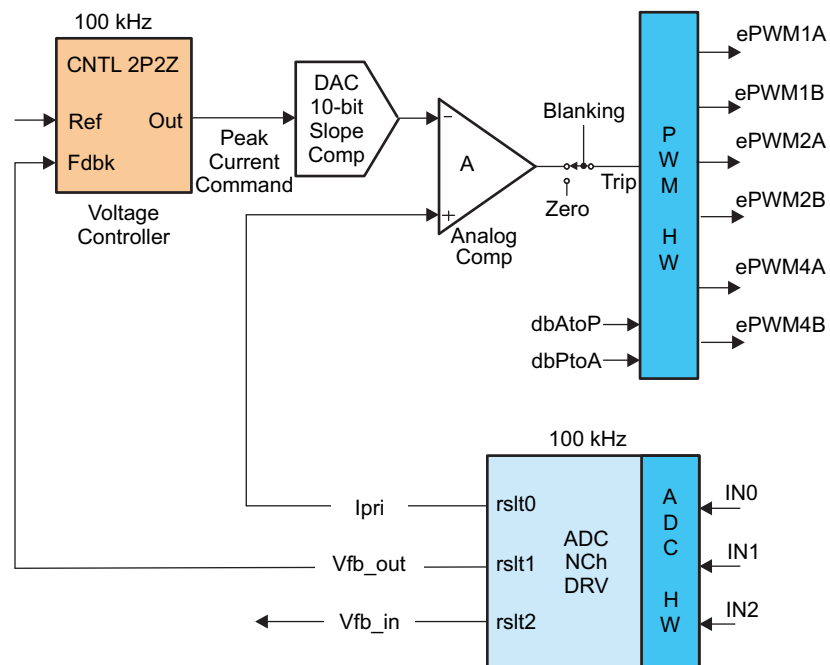 100 kHz
CNTL 2P2Z
Ref
Out
Fdbk
Voltage
Controller
Peak
Current
Command
DAC
10-bit
Slope
Comp
-
A
+
Analog
Comp
Blanking
Zero
Trip
P
W
M
H
W
dbAtoP
dbPtoA
ePWM1A
ePWM1B
ePWM2A
ePWM2B
ePWM4A
ePWM4B
100 kHz
Ipri
Vfb_out
Vfb_in
rslt0
rslt1
rslt2
ADC
NCh
DRV
A
D
C
H
W
IN0
IN1
IN2